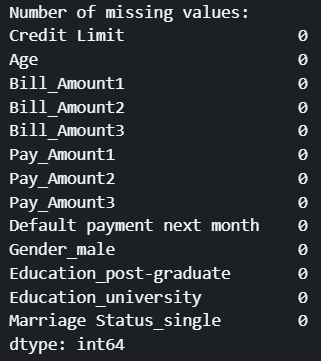 Number of missing values:
Credit Limit 0
Age 0
Bill_Amount1 0
Bill_Amount2 0
Bill_Amount3 0
Pay_Amount1 0
Pay_Amount2 0
Pay_Amount3 0
Default payment next month 0
Gender_male 0
Education_post-graduate 0
Education_university 0
Marriage Status_single 0
dtype: int64